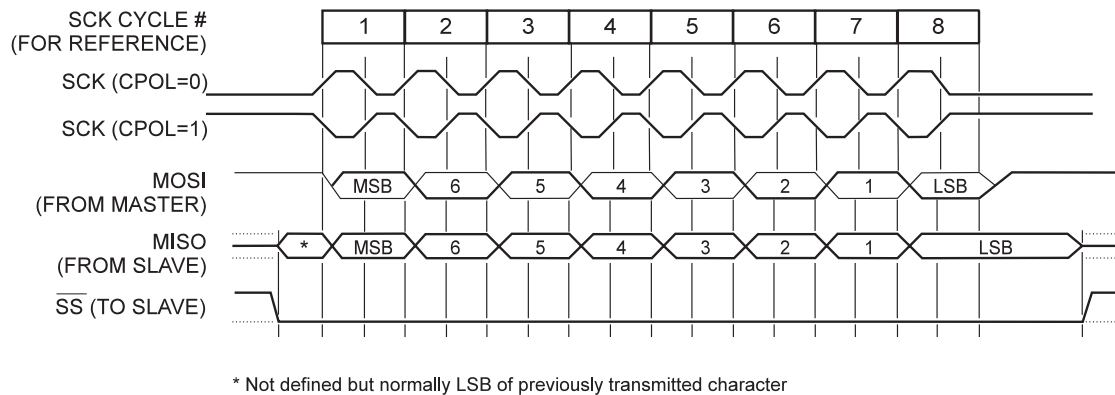 SCK CYCLE #
(FOR REFERENCE)
1 2 3 4 5 6 7 8
SCK (CPOL=0)
SCK (CPOL=1)
MOSI
(FROM MASTER)
MSB 6 5 4 3 2 1 LSB
MISO
(FROM SLAVE)
* MSB 6 5 4 3 2 1 LSB
SS (TO SLAVE)
* Not defined but normally LSB of previously transmitted character